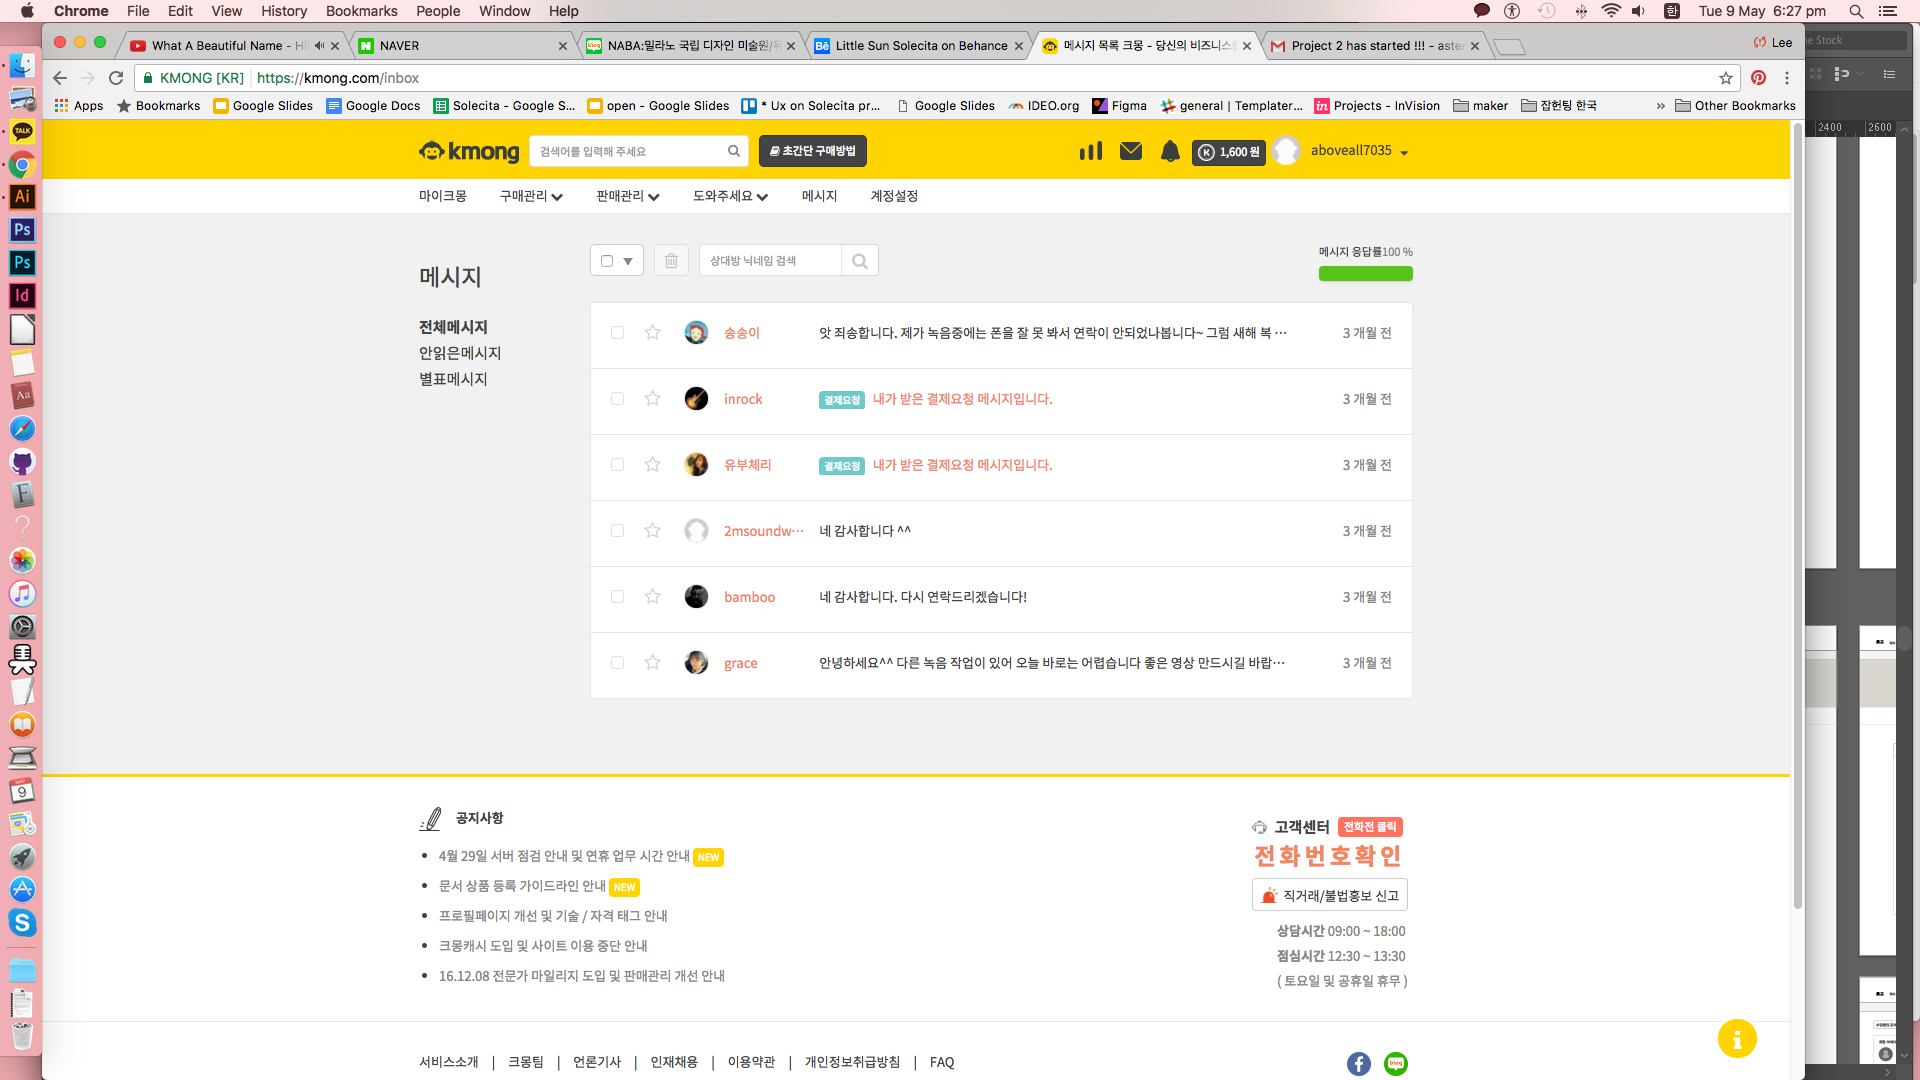 Chrome File Edit View History Bookmarks People Window Help
한 Tue 9 May 6:27 pm
What A Beautiful Name - Hi
NAVER
NABA:밀라노 국립 디자인 미술원/
Little Sun Solecita on Behance
메시지 목록 크몽 - 당신의 비즈니스
Project 2 has started !!! - aster
Lee
KMONG [KR] https://kmong.com/inbox
Apps Bookmarks Google Slides Google Docs Solecita - Google S... open - Google Slides * Ux on Solecita pr... Google Slides IDEO.org Figma general | Templater... Projects - InVision maker 잡헌팅 한국 » Other Bookmarks
2400 2600
kmong 검색어를 입력해 주세요 초간단 구매방법 1,600 원 aboveall7035
마이크몽 구매관리 판매관리 도와주세요 메시지 계정설정
메시지
전체메시지
안읽은메시지
별표메시지
상대방 닉네임 검색
메시지 응답률100 %
송송이 앗 죄송합니다. 제가 녹음중에는 폰을 잘 못 봐서 연락이 안되었나봅니다~ 그럼 새해 복 ··· 3 개월 전
inrock 결제요청 내가 받은 결제요청 메시지입니다. 3 개월 전
유부체리 결제요청 내가 받은 결제요청 메시지입니다. 3 개월 전
2msoundw··· 네 감사합니다 ^^ 3 개월 전
bamboo 네 감사합니다. 다시 연락드리겠습니다! 3 개월 전
grace 안녕하세요^^ 다른 녹음 작업이 있어 오늘 바로는 어렵습니다 좋은 영상 만드시길 바랍··· 3 개월 전
공지사항
4월 29일 서버 점검 안내 및 연휴 업무 시간 안내 NEW
문서 상품 등록 가이드라인 안내 NEW
프로필페이지 개선 및 기술 / 자격 태그 안내
크몽캐시 도입 및 사이트 이용 중단 안내
16.12.08 전문가 마일리지 도입 및 판매관리 개선 안내
고객센터 전화전 클릭
전화번호확인
직거래/불법홍보 신고
상담시간 09:00 ~ 18:00
점심시간 12:30 ~ 13:30
( 토요일 및 공휴일 휴무 )
서비스소개 | 크몽팀 | 언론기사 | 인재채용 | 이용약관 | 개인정보취급방침 | FAQ
TALK
Ai
Ps
Ps
Id
Aa
F
9
S